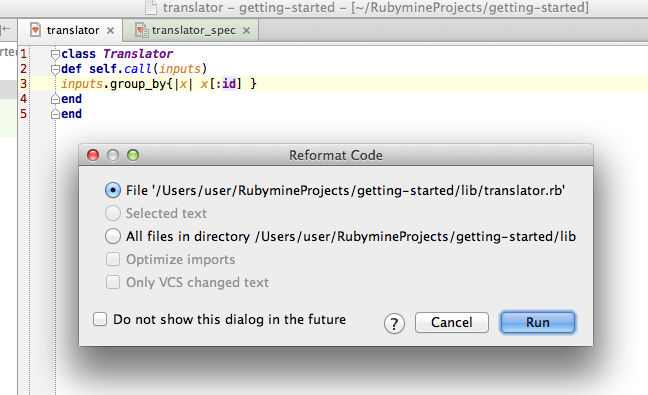 translator – getting-started – [~/RubymineProjects/getting-started]
translator × translator_spec ×
1 class Translator
2 def self.call(inputs)
3 inputs.group_by{|x| x[:id] }
4 end
5 end
Reformat Code
File '/Users/user/RubymineProjects/getting-started/lib/translator.rb'
Selected text
All files in directory /Users/user/RubymineProjects/getting-started/lib
Optimize imports
Only VCS changed text
Do not show this dialog in the future
? Cancel Run